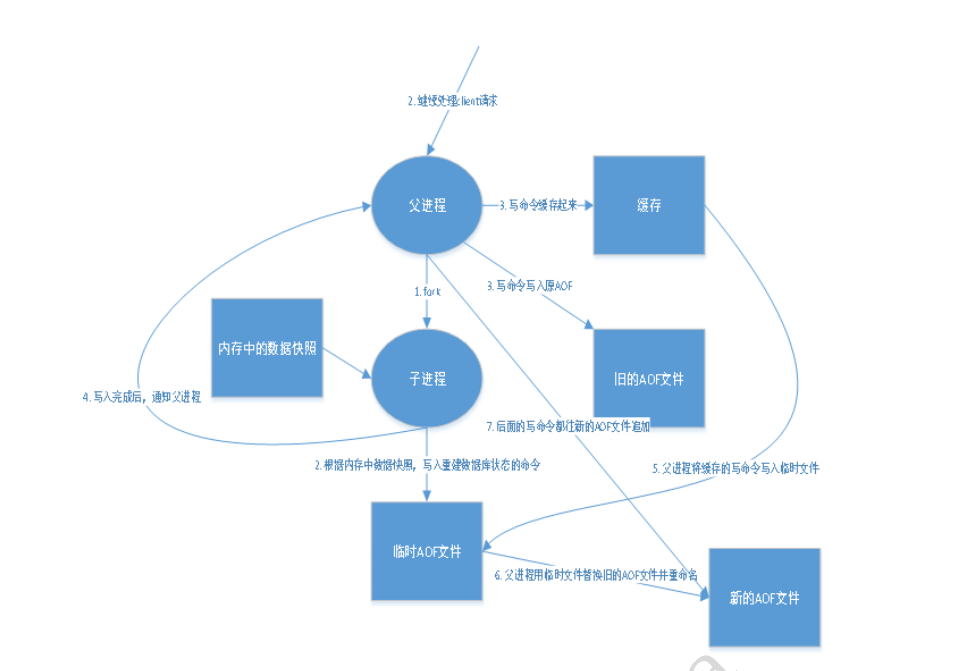 2. 继续处理client请求
父进程
3. 写命令缓存起来
缓存
1. fork
3. 写命令写入原AOF
内存中的数据快照
子进程
旧的AOF文件
4. 写入完成后，通知父进程
7. 后面的写命令都往新的AOF文件追加
2. 根据内存中数据快照，写入重建数据库状态的命令
5. 父进程将缓存的写命令写入临时文件
临时AOF文件
6. 父进程用临时文件替换旧的AOF文件并重命名
新的AOF文件